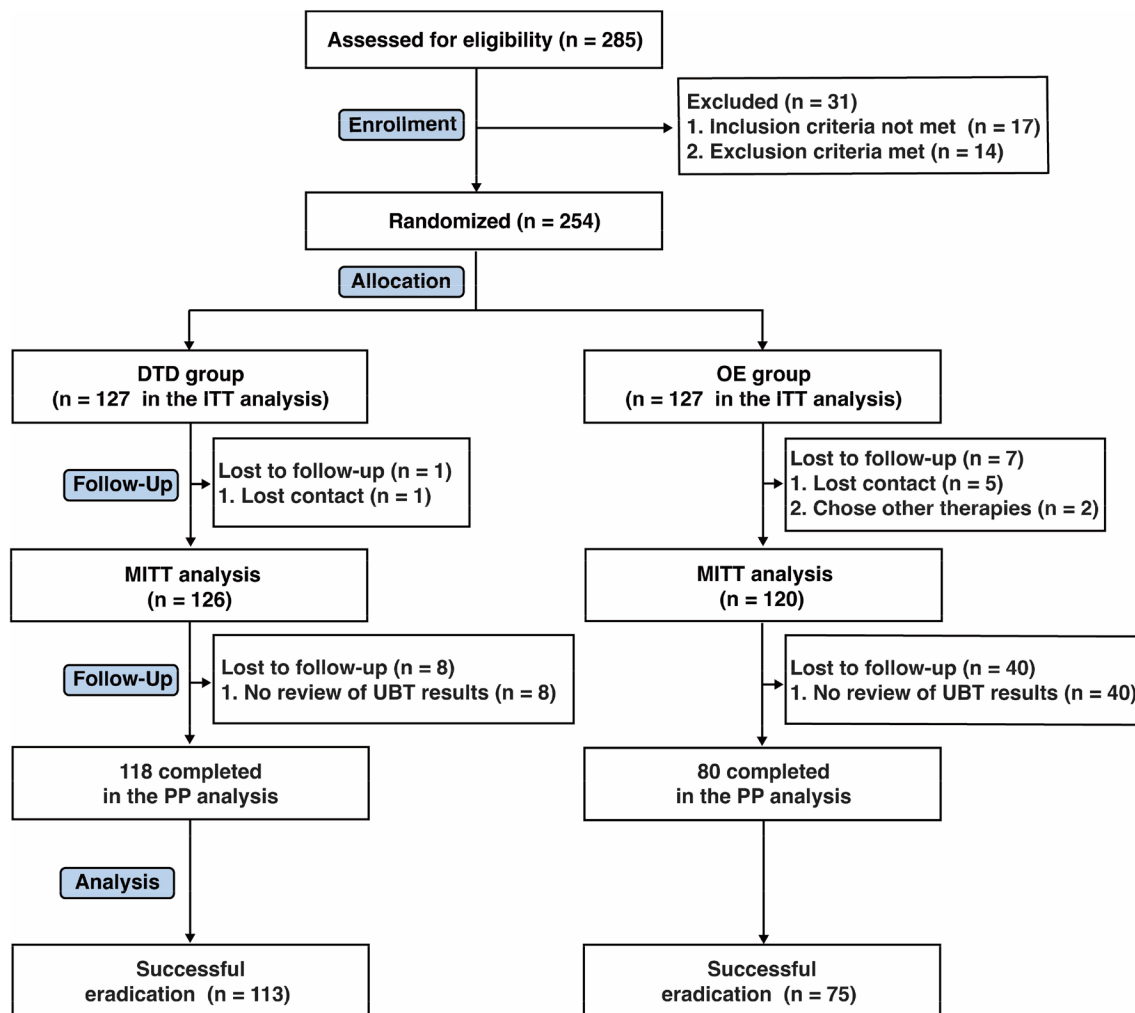 Assessed for eligibility (n = 285)
Enrollment
Excluded (n = 31)
1. Inclusion criteria not met (n = 17)
2. Exclusion criteria met (n = 14)
Randomized (n = 254)
Allocation
DTD group
(n = 127 in the ITT analysis)
OE group
(n = 127 in the ITT analysis)
Follow-Up
Lost to follow-up (n = 1)
1. Lost contact (n = 1)
Lost to follow-up (n = 7)
1. Lost contact (n = 5)
2. Chose other therapies (n = 2)
MITT analysis
(n = 126)
MITT analysis
(n = 120)
Follow-Up
Lost to follow-up (n = 8)
1. No review of UBT results (n = 8)
Lost to follow-up (n = 40)
1. No review of UBT results (n = 40)
118 completed
in the PP analysis
80 completed
in the PP analysis
Analysis
Successful
eradication (n = 113)
Successful
eradication (n = 75)